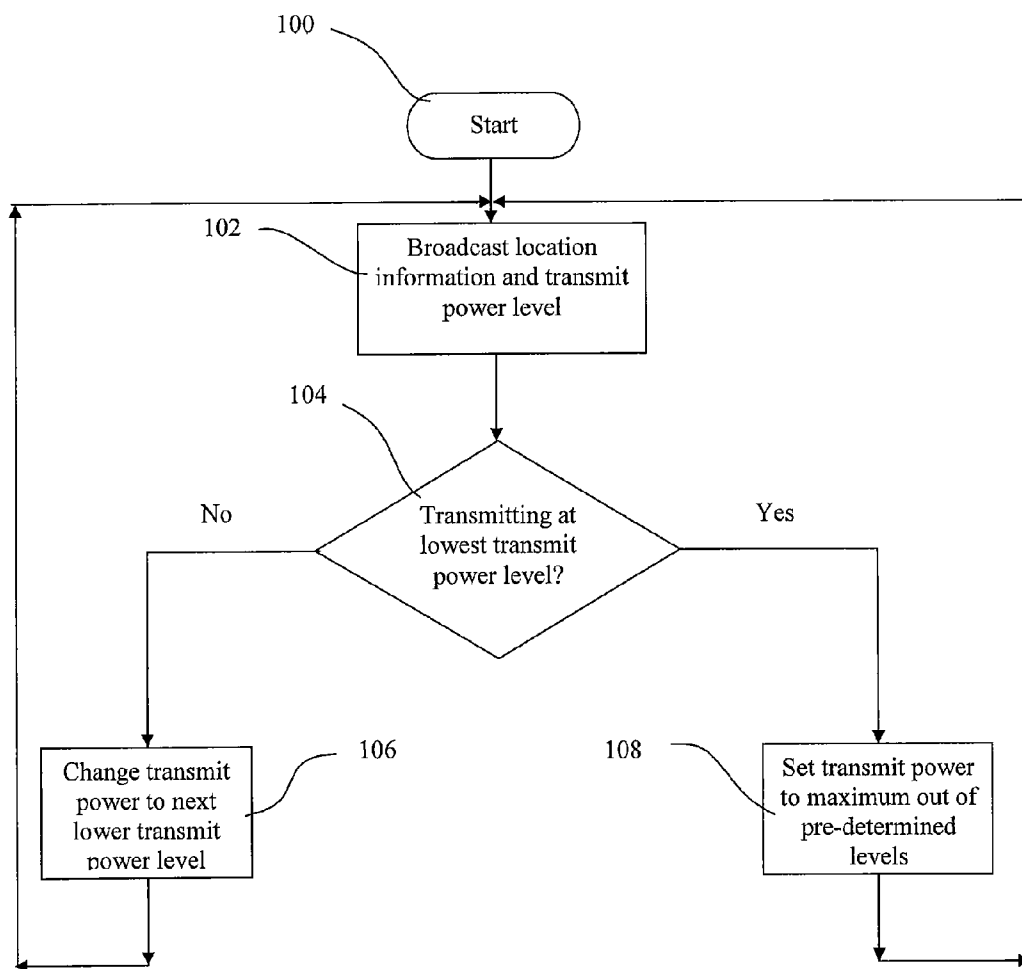 100
Start
102
Broadcast location
information and transmit
power level
104
No
Transmitting at
lowest transmit
power level?
Yes
106
Change transmit
power to next
lower transmit
power level
108
Set transmit power
to maximum out of
pre-determined
levels